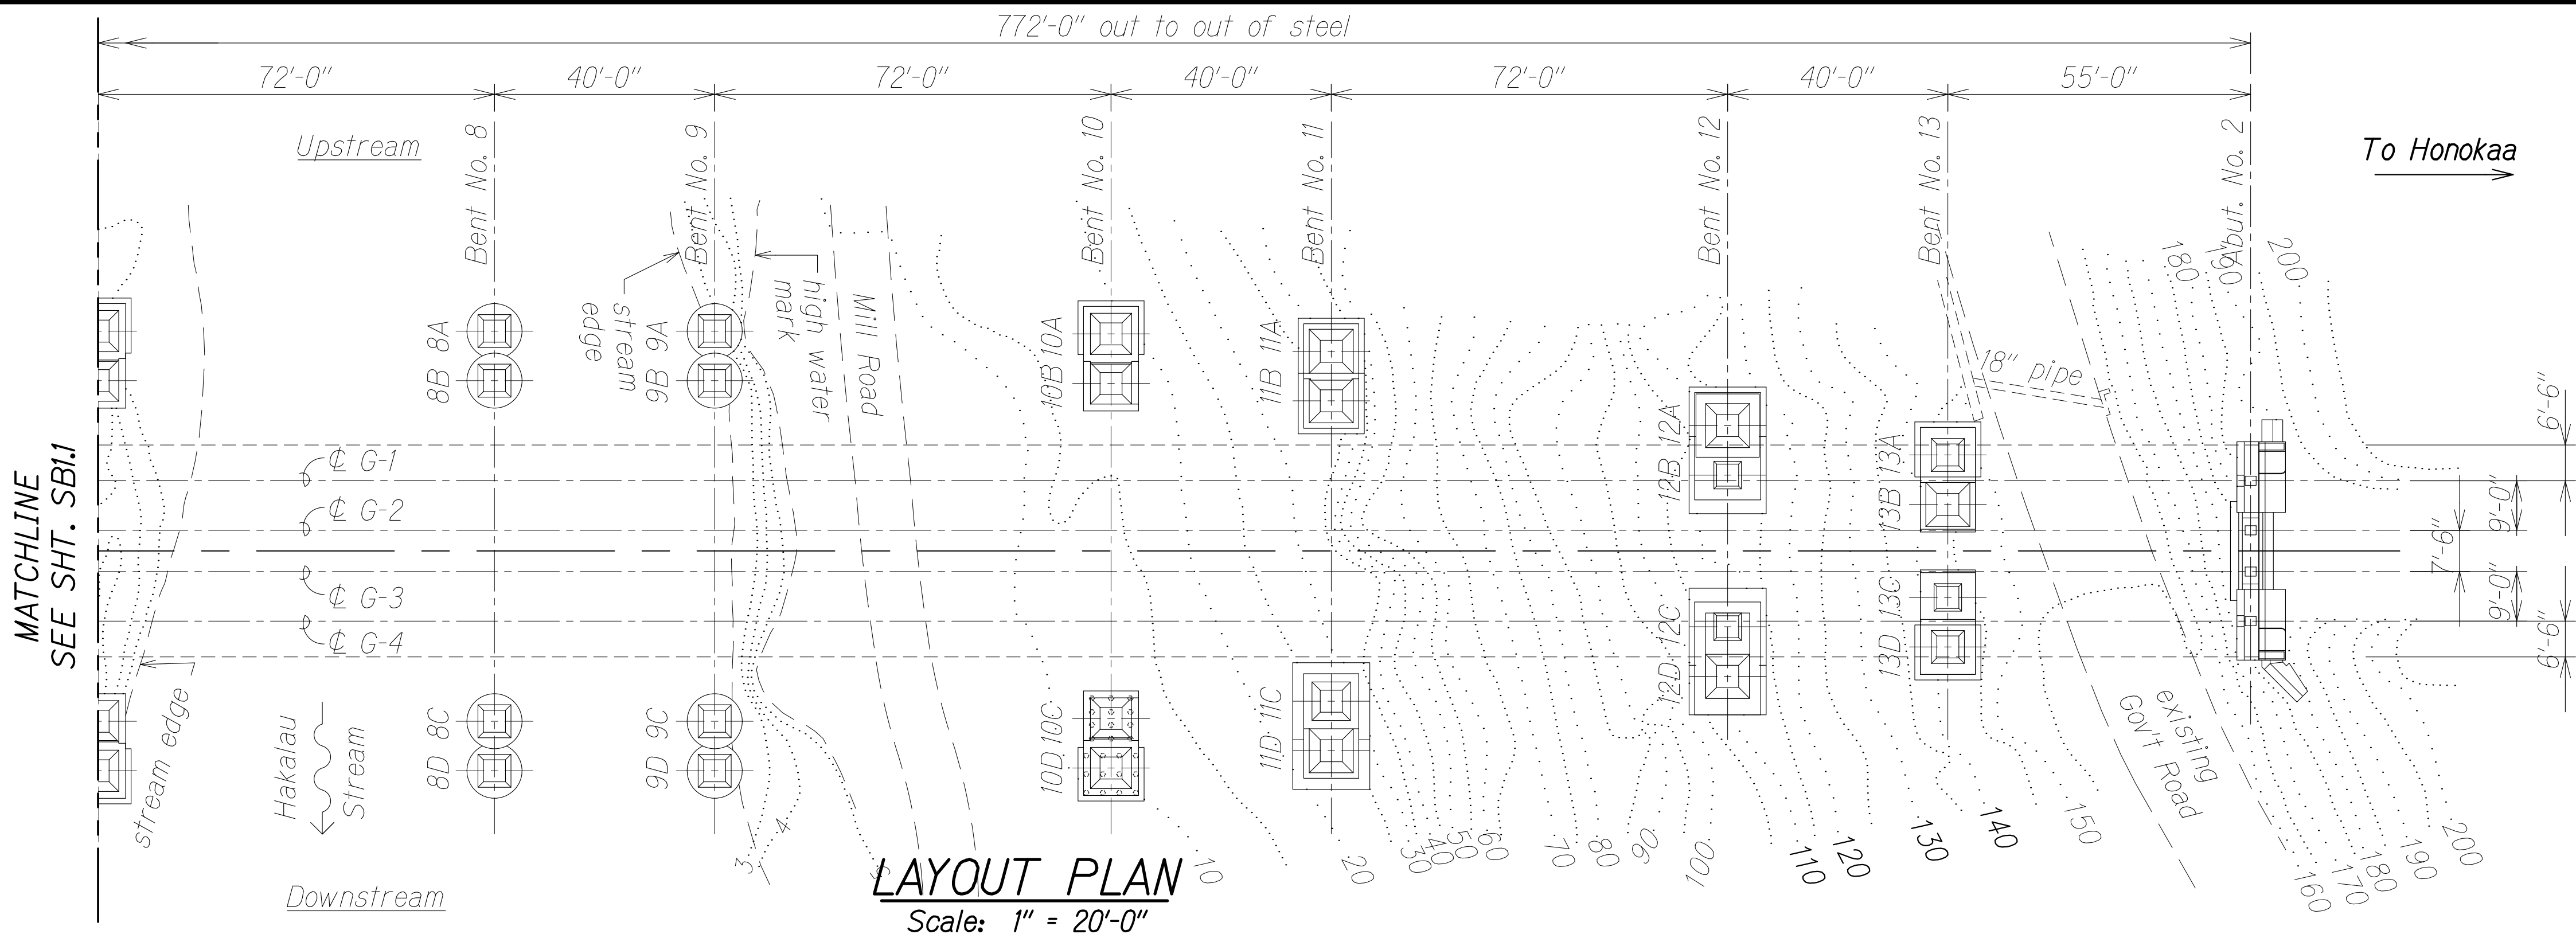 772'-0" out to out of steel
72'-0"
40'-0"
72'-0"
40'-0"
72'-0"
40'-0"
55'-0"
Upstream
Bent No. 8
Bent No. 9
Bent No. 10
Bent No. 11
Bent No. 12
Bent No. 13
Abut. No. 2
To Honokaa
180
190
200
stream
edge
high water
mark
Mill Road
8B 8A
9B 9A
10B 10A
11B 11A
12B 12A
13B 13A
18" pipe
MATCHLINE
SEE SHT. SB1.1
℄ G-1
℄ G-2
℄ G-3
℄ G-4
6'-9"
9'-0"
7'-9"
9'-0"
6'-9"
stream edge
Hakalau
Stream
8D 8C
9D 9C
10D 10C
11D 11C
12D 12C
13D 13C
existing
Gov't Road
3
4
5
10
20
30
40
50
60
70
80
90
100
110
120
130
140
150
160
170
180
190
200
Downstream
LAYOUT PLAN
Scale: 1" = 20'-0"